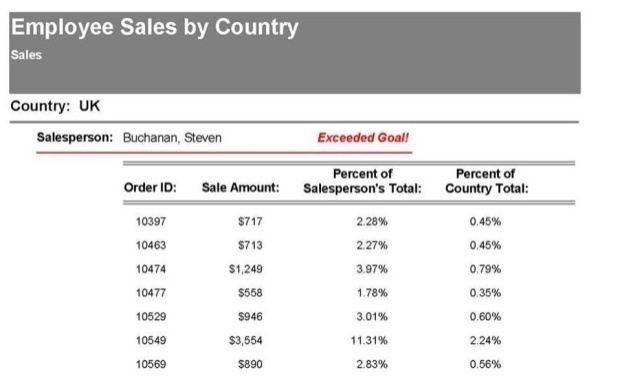 Employee Sales by Country
Sales
Country: UK
Salesperson: Buchanan, Steven Exceeded Goal!
Order ID: Sale Amount: Percent of Salesperson's Total: Percent of Country Total:
10397 $717 2.28% 0.45%
10463 $713 2.27% 0.45%
10474 $1,249 3.97% 0.79%
10477 $558 1.78% 0.35%
10529 $946 3.01% 0.60%
10549 $3,554 11.31% 2.24%
10569 $890 2.83% 0.56%